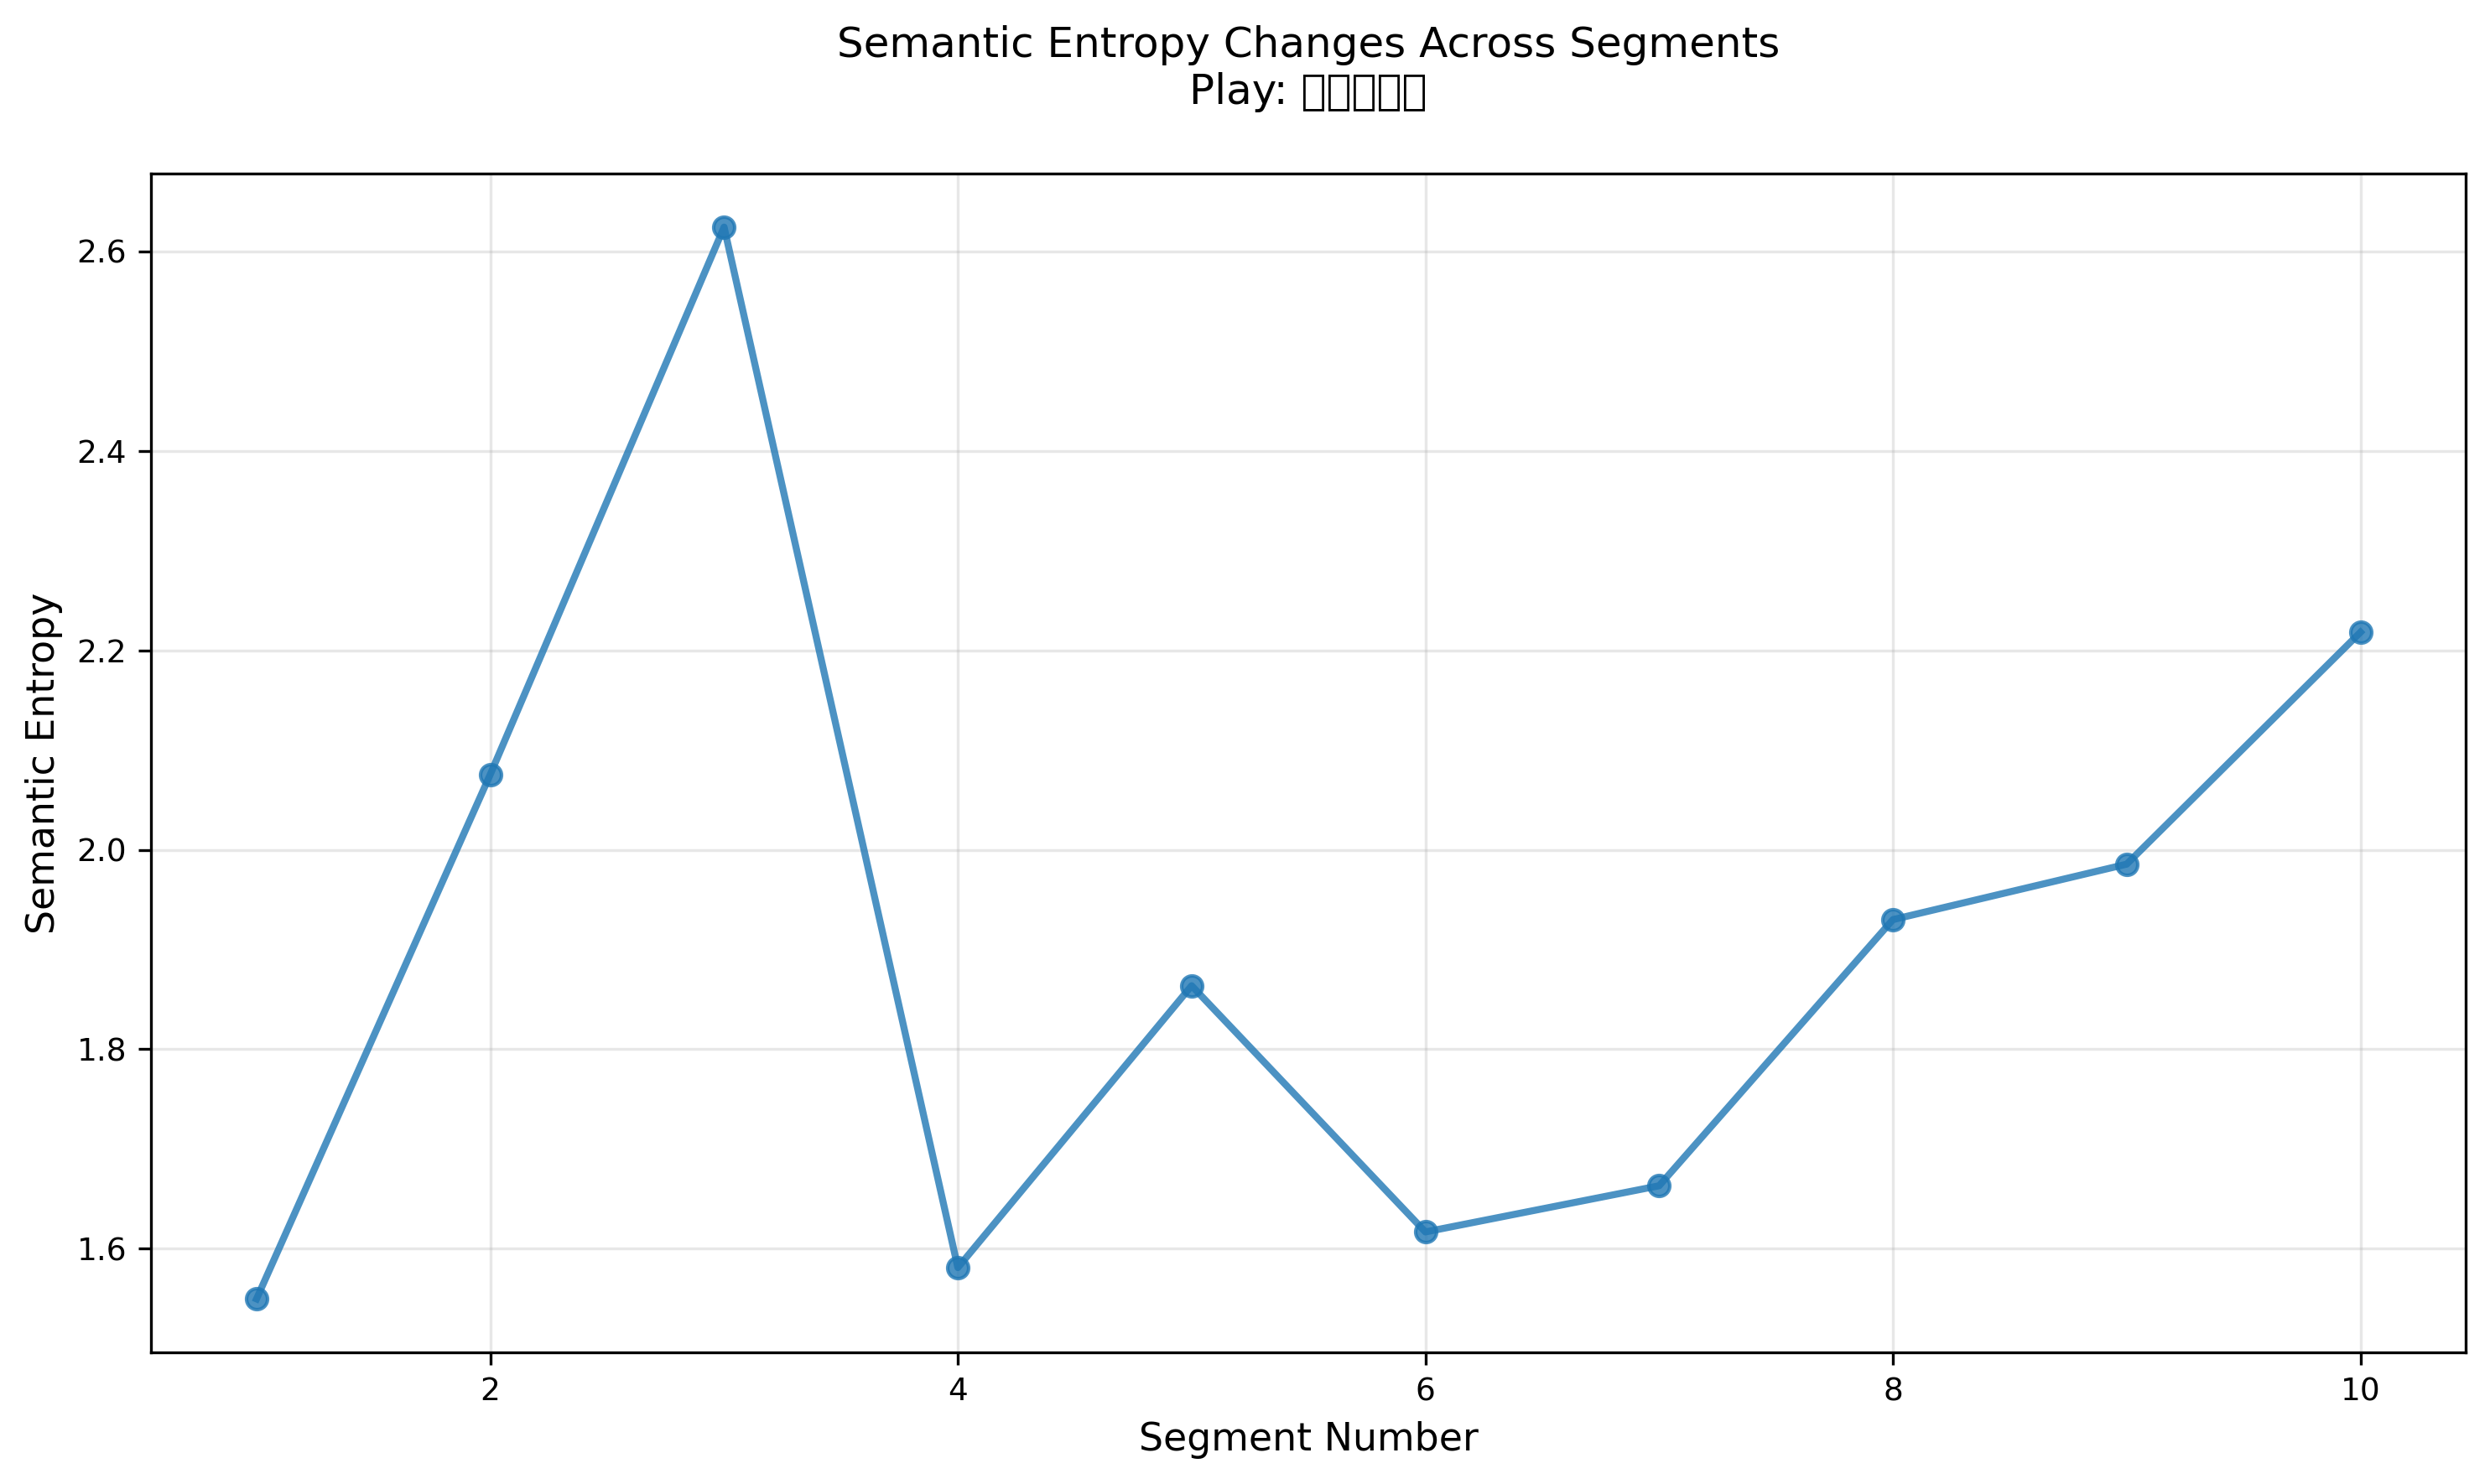 Semantic Entropy Changes Across Segments
Play:
2.6
2.4
2.2
2.0
1.8
1.6
Semantic Entropy
2 4 6 8 10
Segment Number